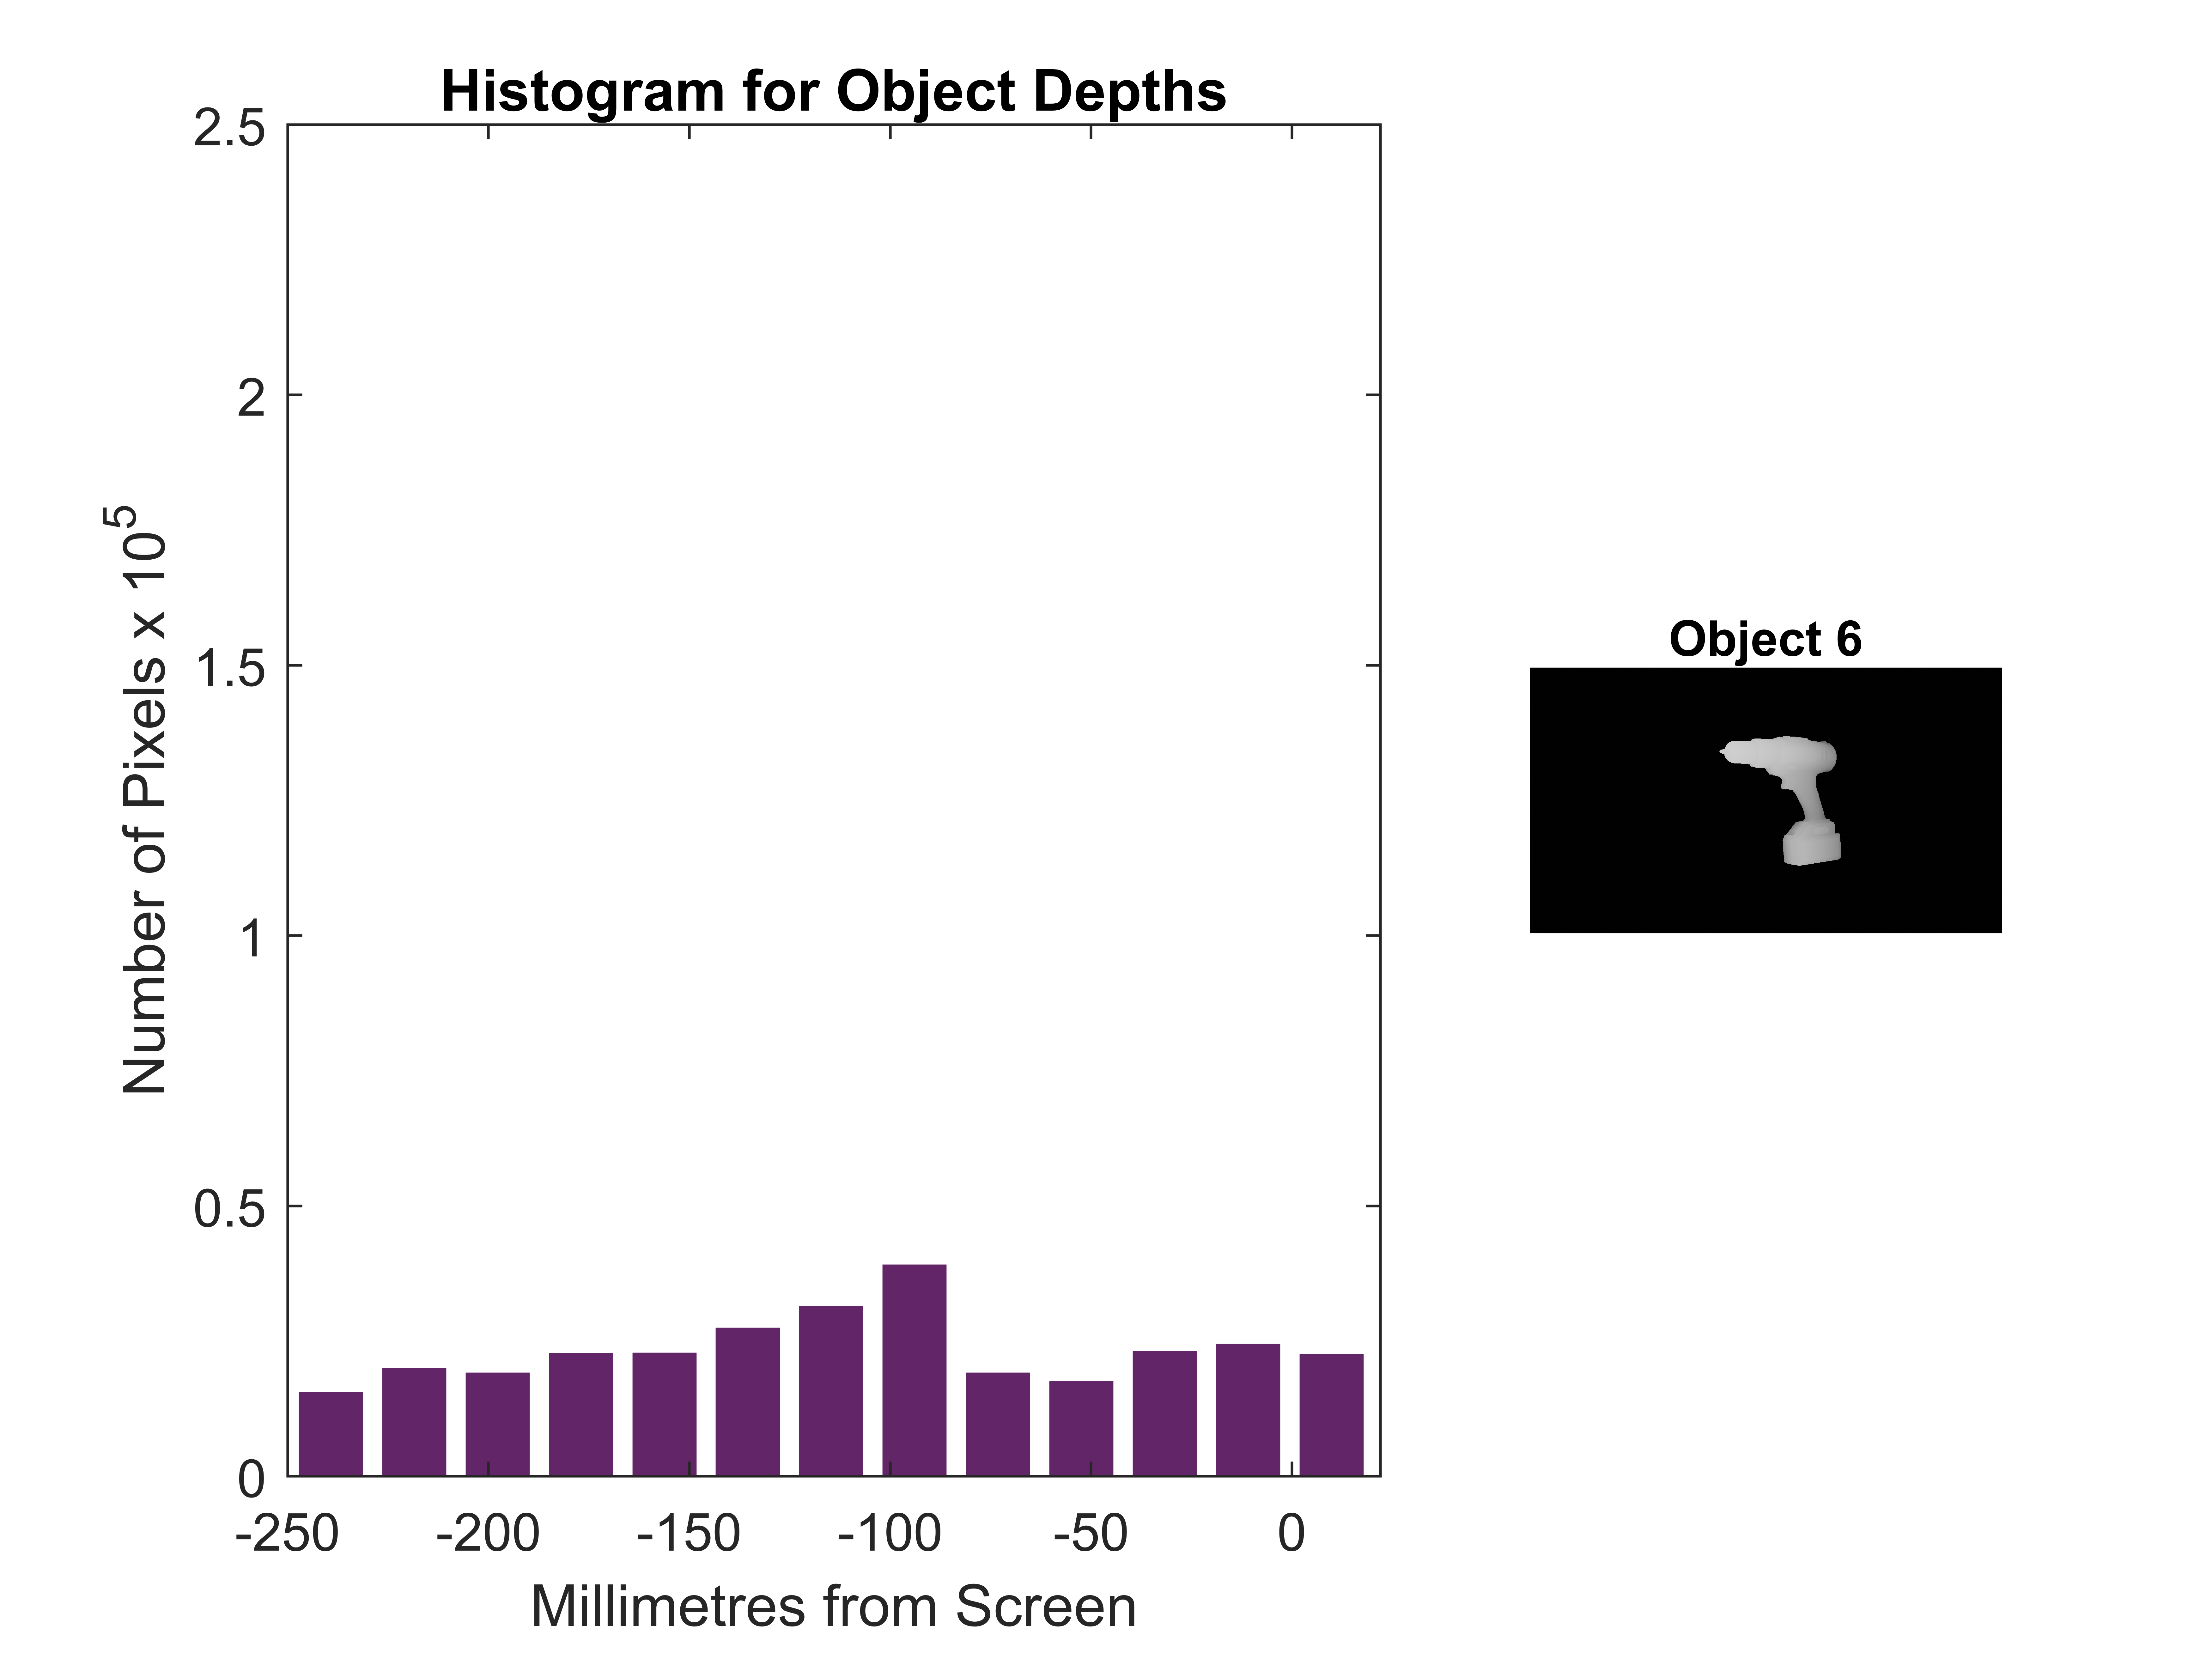 Histogram for Object Depths
2.5
2
1.5
1
0.5
0
Number of Pixels x 10^5
-250 -200 -150 -100 -50 0
Millimetres from Screen
Object 6